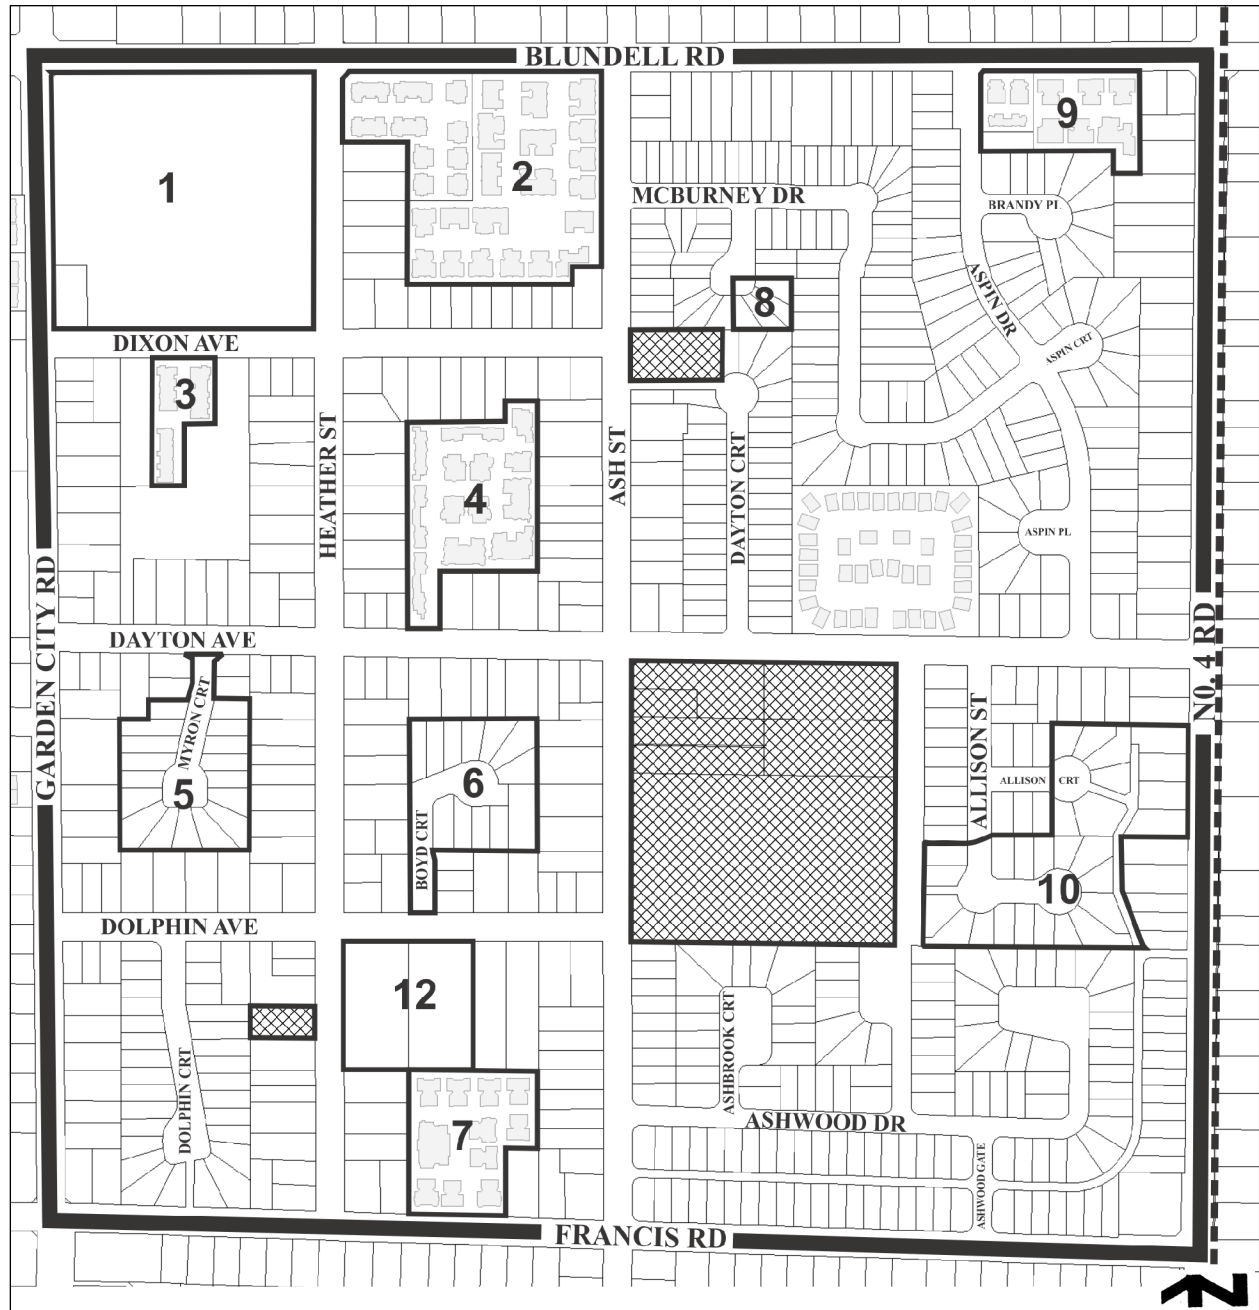 BLUNDELL RD
1
2
9
MCBURNEY DR
BRANDY PL
ASPIN DR
8
DIXON AVE
ASPIN CRT
3
HEATHER ST
ASH ST
DAYTON CRT
4
ASPIN PL
GARDEN CITY RD
DAYTON AVE
N0. 4 RD
MYRON CRT
ALLISON ST
5
6
ALLISON CRT
BOYD CRT
10
DOLPHIN AVE
12
ASHBROOK CRT
DOLPHIN CRT
7
ASHWOOD DR
ASHWOOD GATE
FRANCIS RD
N